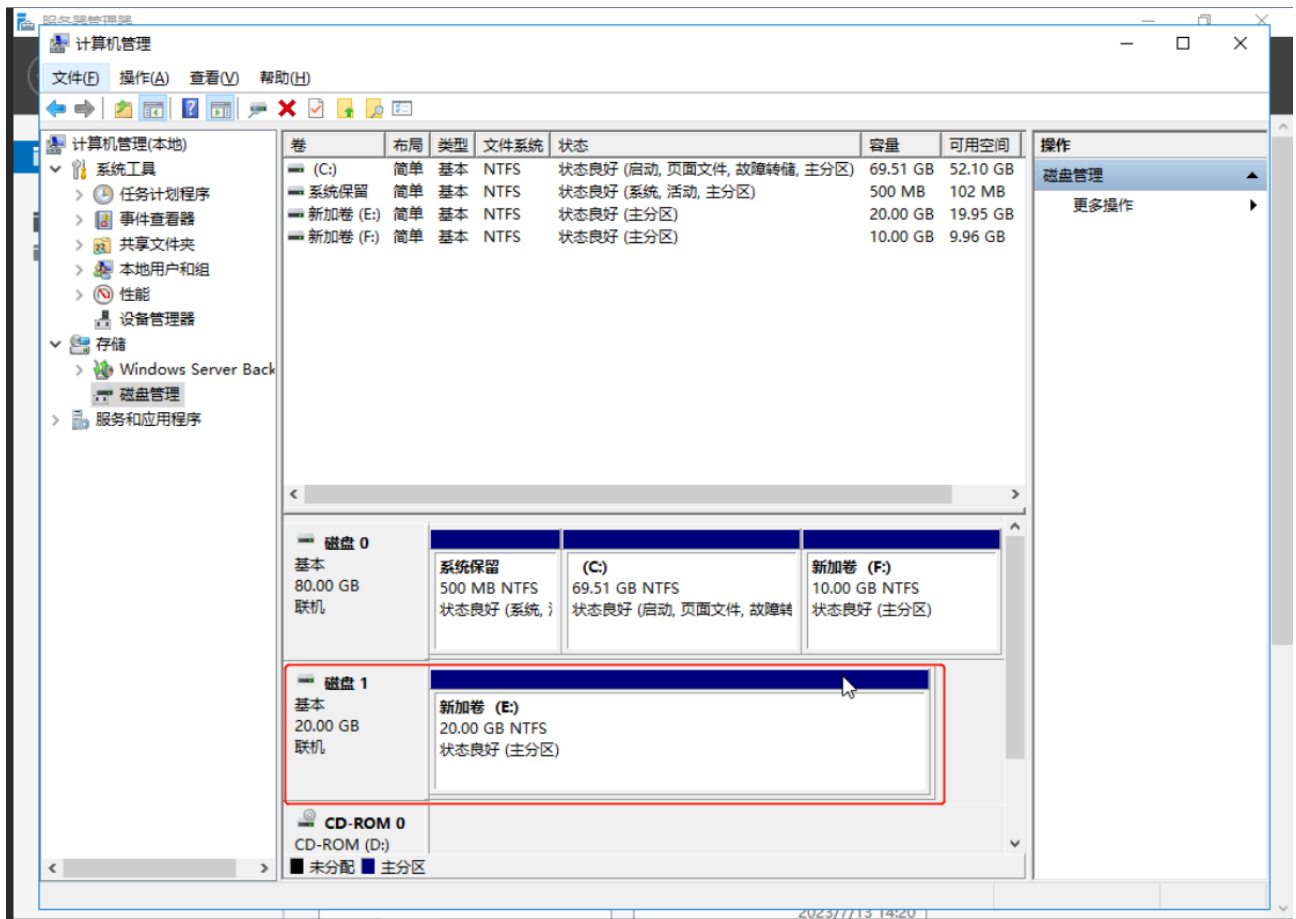 服务器管理器
计算机管理
文件(F) 操作(A) 查看(V) 帮助(H)
计算机管理(本地)
系统工具
任务计划程序
事件查看器
共享文件夹
本地用户和组
性能
设备管理器
存储
Windows Server Back
磁盘管理
服务和应用程序
卷 布局 类型 文件系统 状态 容量 可用空间
(C:) 简单 基本 NTFS 状态良好 (启动, 页面文件, 故障转储, 主分区) 69.51 GB 52.10 GB
系统保留 简单 基本 NTFS 状态良好 (系统, 活动, 主分区) 500 MB 102 MB
新加卷 (E:) 简单 基本 NTFS 状态良好 (主分区) 20.00 GB 19.95 GB
新加卷 (F:) 简单 基本 NTFS 状态良好 (主分区) 10.00 GB 9.96 GB
操作
磁盘管理
更多操作
磁盘 0
基本
80.00 GB
联机
系统保留
500 MB NTFS
状态良好 (系统,
(C:)
69.51 GB NTFS
状态良好 (启动, 页面文件, 故障转
新加卷 (F:)
10.00 GB NTFS
状态良好 (主分区)
磁盘 1
基本
20.00 GB
联机
新加卷 (E:)
20.00 GB NTFS
状态良好 (主分区)
CD-ROM 0
CD-ROM (D:)
未分配 主分区
2023/7/13 14:20